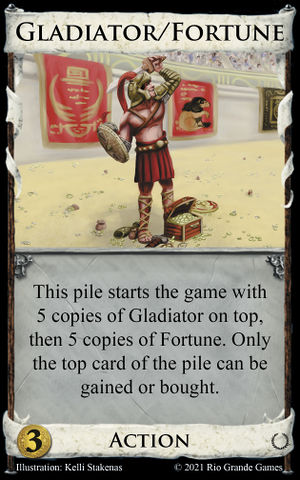 GLADIATOR/FORTUNE
This pile starts the game with
5 copies of Gladiator on top,
then 5 copies of Fortune. Only
the top card of the pile can be
gained or bought.
3
ACTION
Illustration: Kelli Stakenas
© 2021 Rio Grande Games